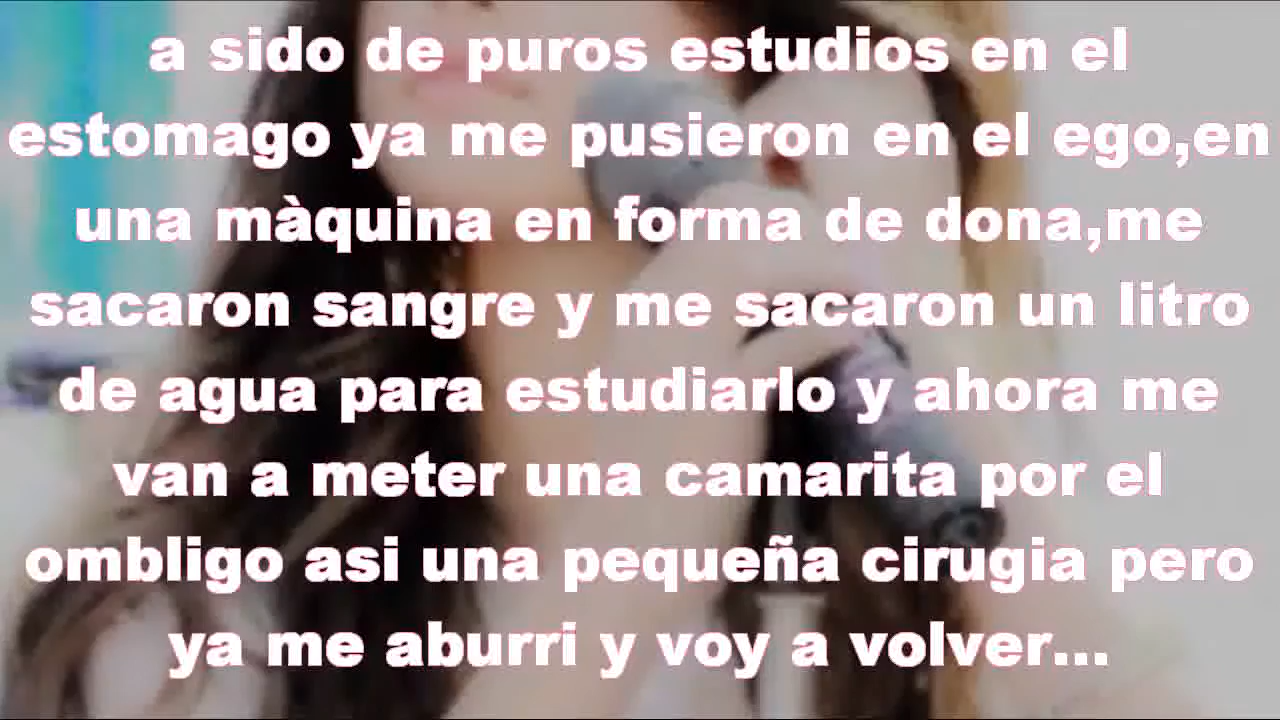 a sido de puros estudios en el
estomago ya me pusieron en el ego,en
una màquina en forma de dona,me
sacaron sangre y me sacaron un litro
de agua para estudiarlo y ahora me
van a meter una camarita por el
ombligo asi una pequeña cirugia pero
ya me aburri y voy a volver...